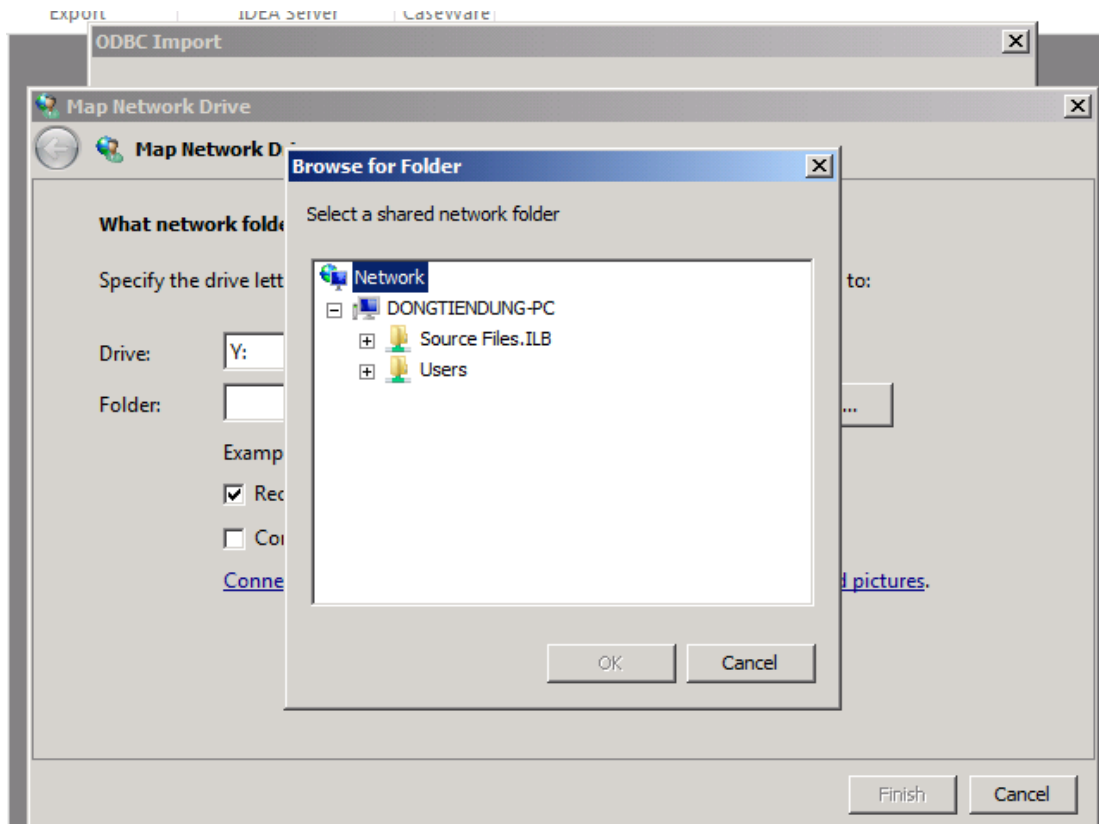 Export IDEA Server CaseWare
ODBC Import
Map Network Drive
Map Network D
Browse for Folder
Select a shared network folder
What network folde
Specify the drive lett
to:
Network
DONGTIENDUNG-PC
Source Files.ILB
Users
Drive:
Y:
Folder:
...
Examp
Rec
Con
Conne
d pictures.
OK
Cancel
Finish
Cancel